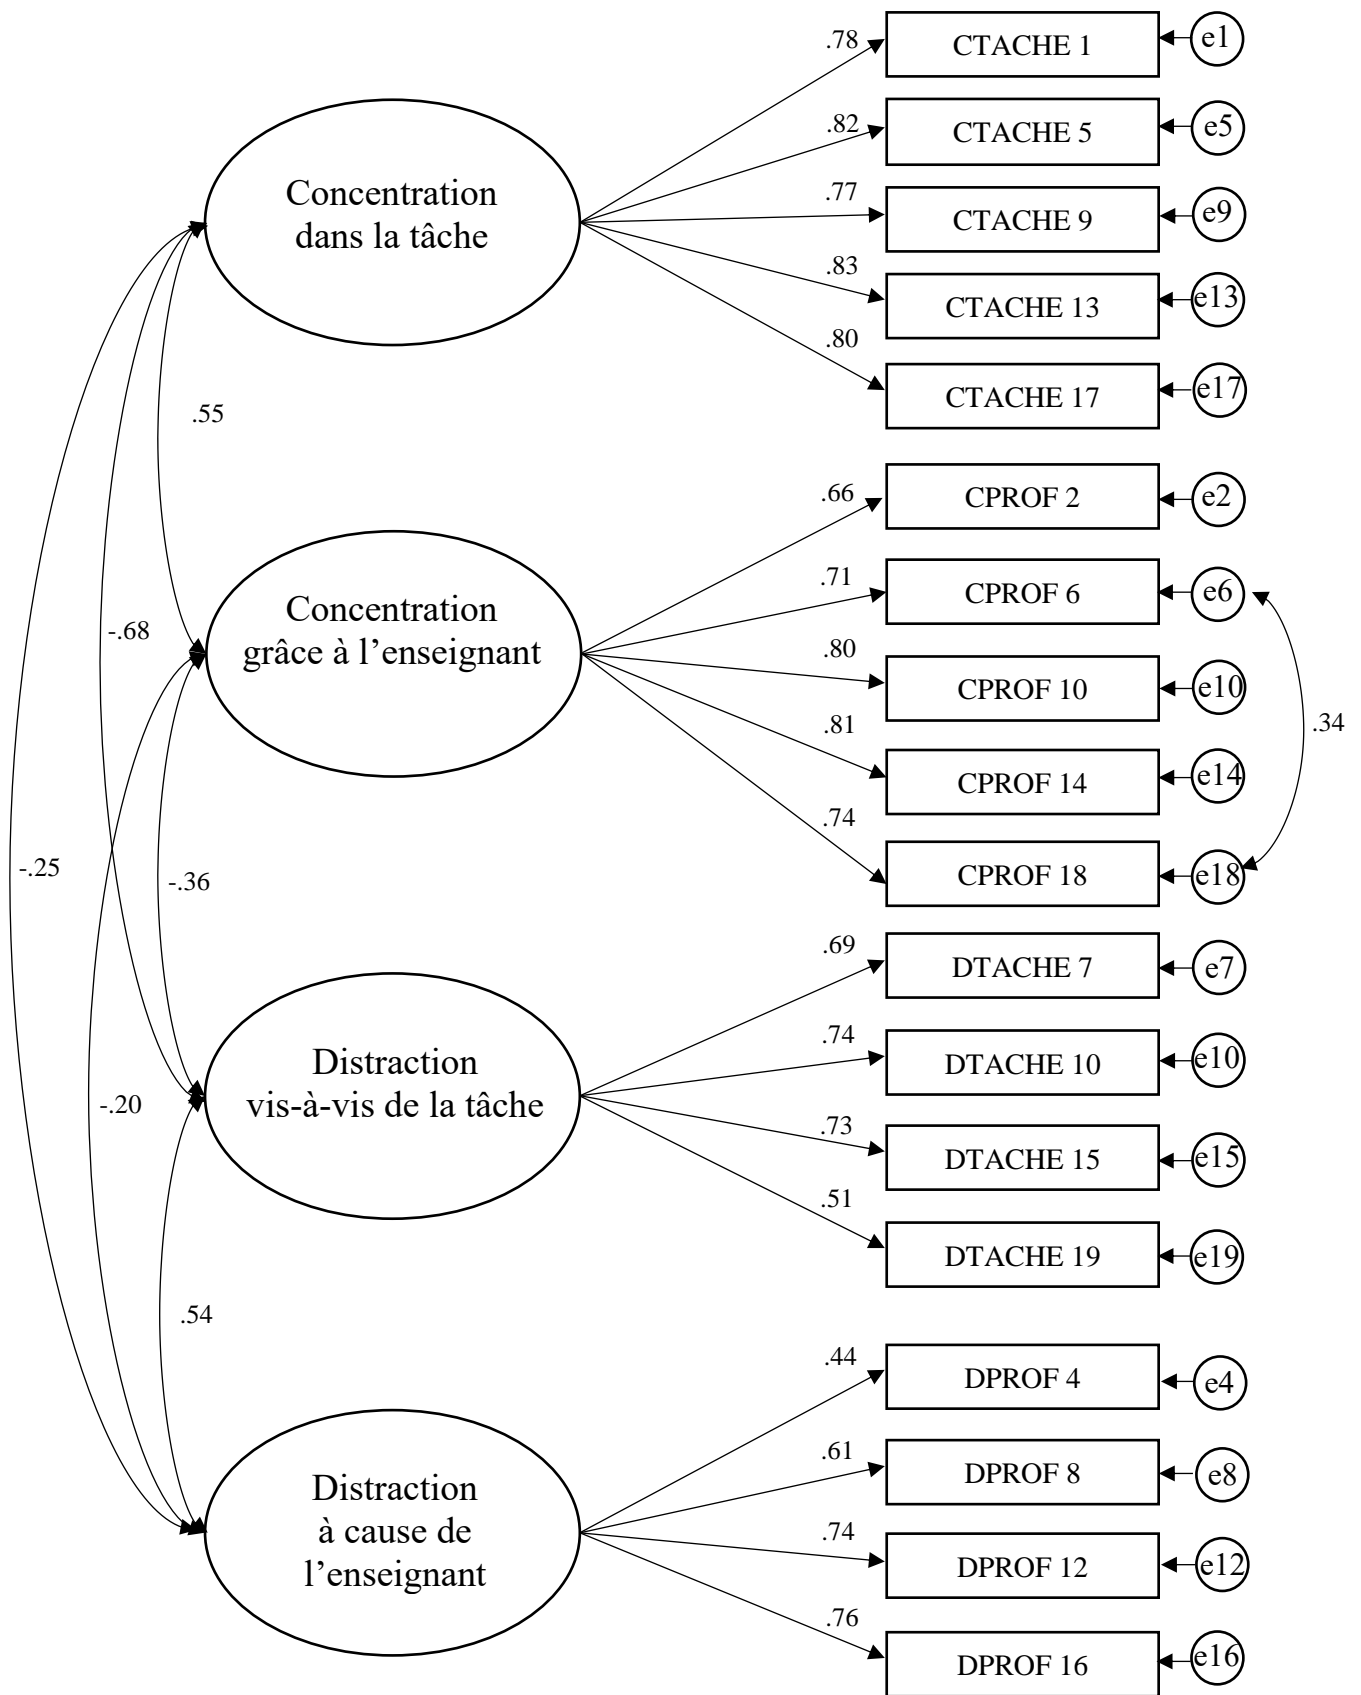 .78
CTACHE 1
e1
.82
CTACHE 5
e5
Concentration
dans la tâche
.77
CTACHE 9
e9
.83
CTACHE 13
e13
.80
CTACHE 17
e17
.55
.66
CPROF 2
e2
.71
CPROF 6
e6
Concentration
grâce à l’enseignant
-.68
.80
CPROF 10
e10
.34
.81
CPROF 14
e14
.74
CPROF 18
e18
-.25
-.36
.69
DTACHE 7
e7
.74
DTACHE 10
e10
Distraction
vis-à-vis de la tâche
-.20
.73
DTACHE 15
e15
.51
DTACHE 19
e19
.54
.44
DPROF 4
e4
.61
DPROF 8
e8
Distraction
à cause de
l’enseignant
.74
DPROF 12
e12
.76
DPROF 16
e16